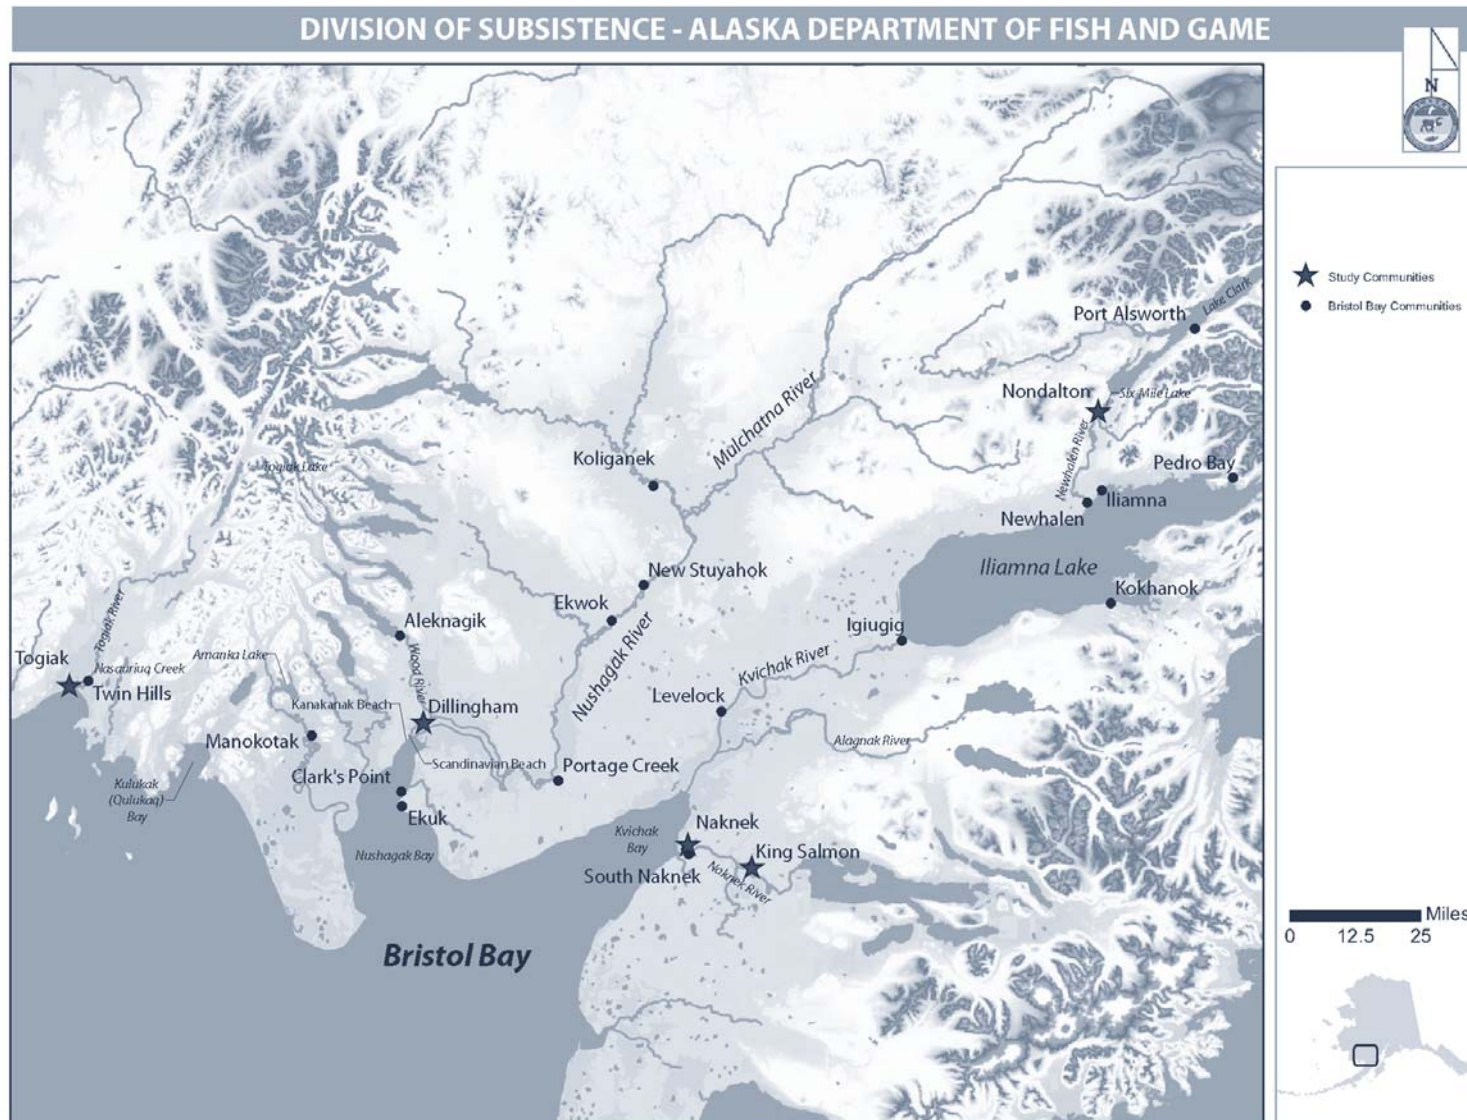 DIVISION OF SUBSISTENCE - ALASKA DEPARTMENT OF FISH AND GAME
N
Study Communities
Bristol Bay Communities
Lake Clark
Port Alsworth
Nondalton
Six Mile Lake
Mulchatna River
Newhalen River
Koliganek
Togiak Lake
Pedro Bay
Iliamna
Newhalen
Iliamna Lake
New Stuyahok
Kokhanok
Ekwok
Aleknagik
Igiugig
Togiak River
Nushagak River
Togiak
Nasauriuq Creek
Amanka Lake
Wood River
Kvichak River
Twin Hills
Levelock
Kanakanak Beach
Dillingham
Manokotak
Alagnak River
Scandinavian Beach
Portage Creek
Clark's Point
Kulukak
(Qulukaq)
Bay
Ekuk
Naknek
Kvichak
Bay
Nushagak Bay
King Salmon
South Naknek
Naknek River
Bristol Bay
Miles
0 12.5 25